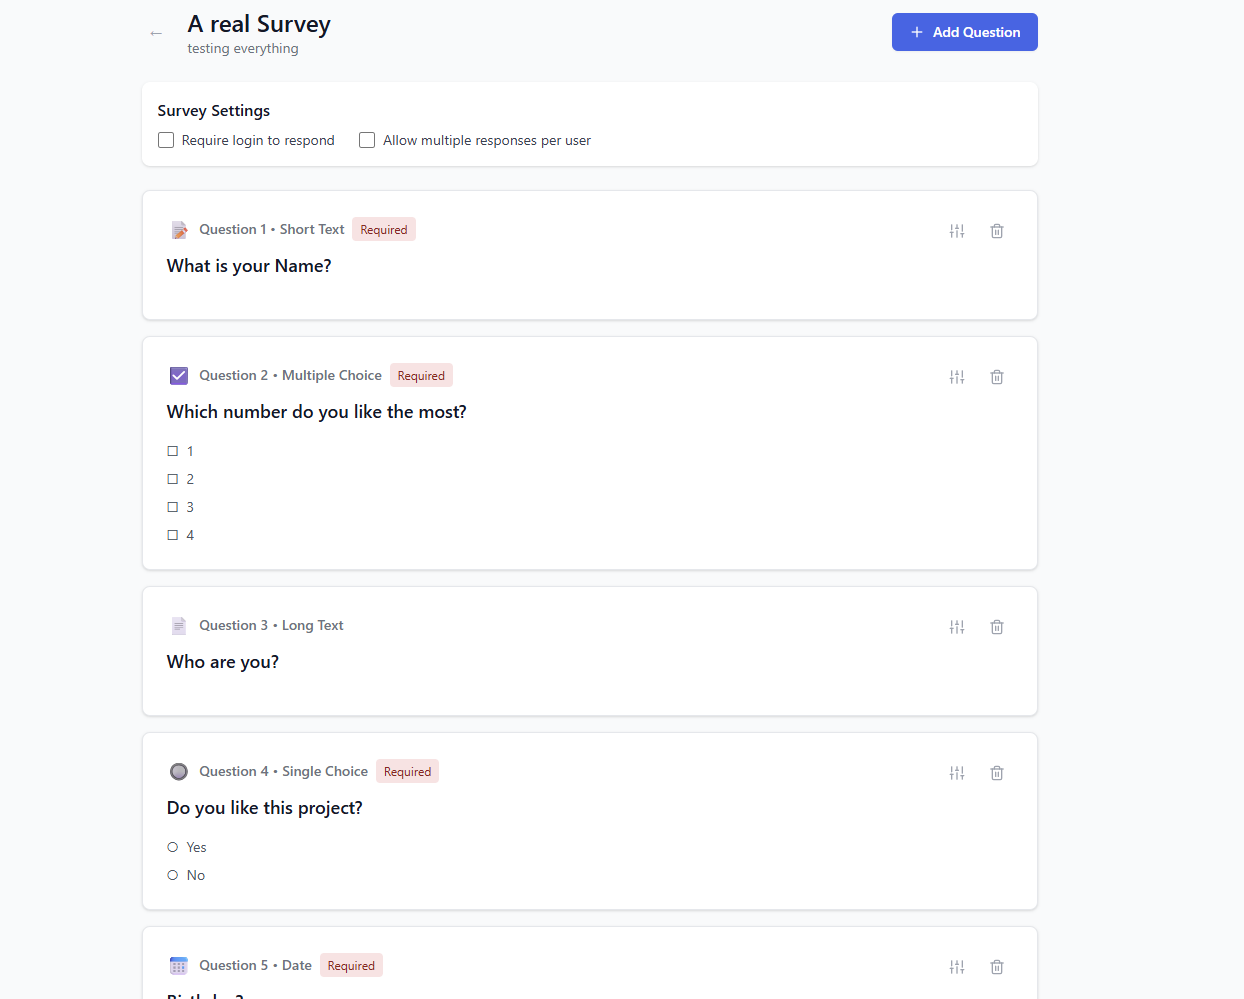 A real Survey
testing everything
+ Add Question
Survey Settings
Require login to respond
Allow multiple responses per user
Question 1 • Short Text Required
What is your Name?
Question 2 • Multiple Choice Required
Which number do you like the most?
1
2
3
4
Question 3 • Long Text
Who are you?
Question 4 • Single Choice Required
Do you like this project?
Yes
No
Question 5 • Date Required